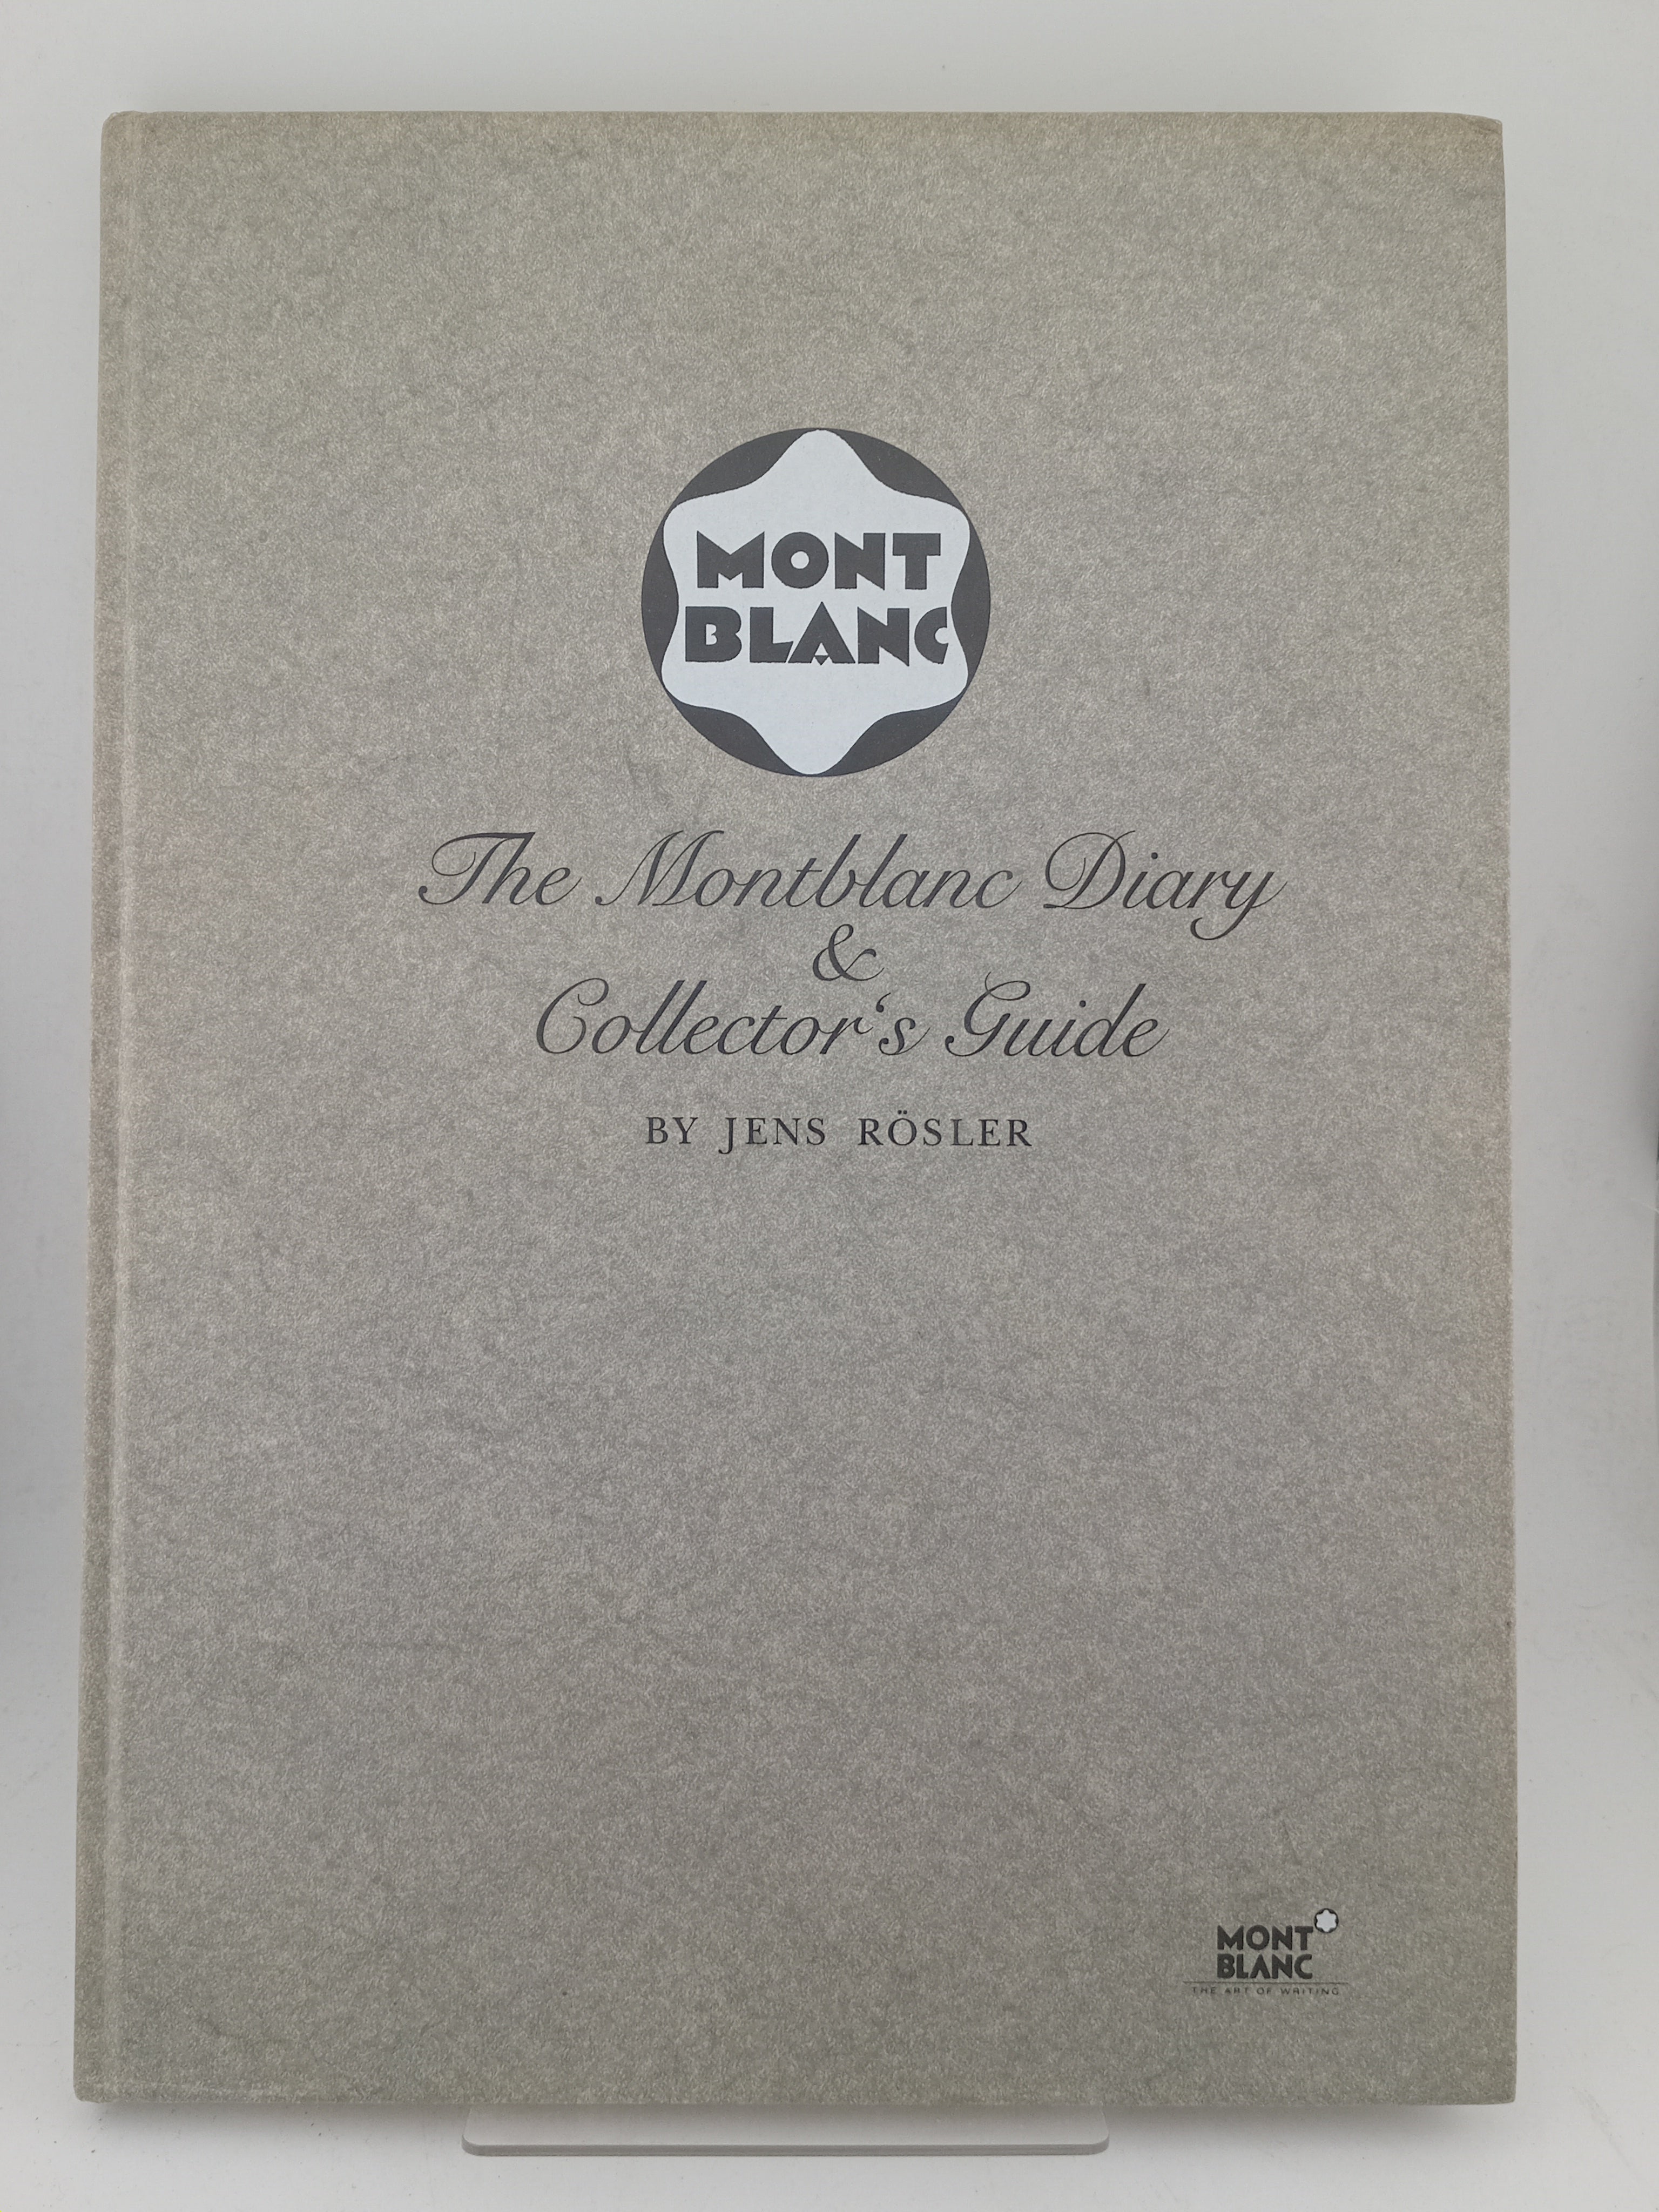 MONT
BLANC
The Montblanc Diary
&
Collector‘s Guide
BY JENS RÖSLER
MONT
BLANC
THE ART OF WRITING